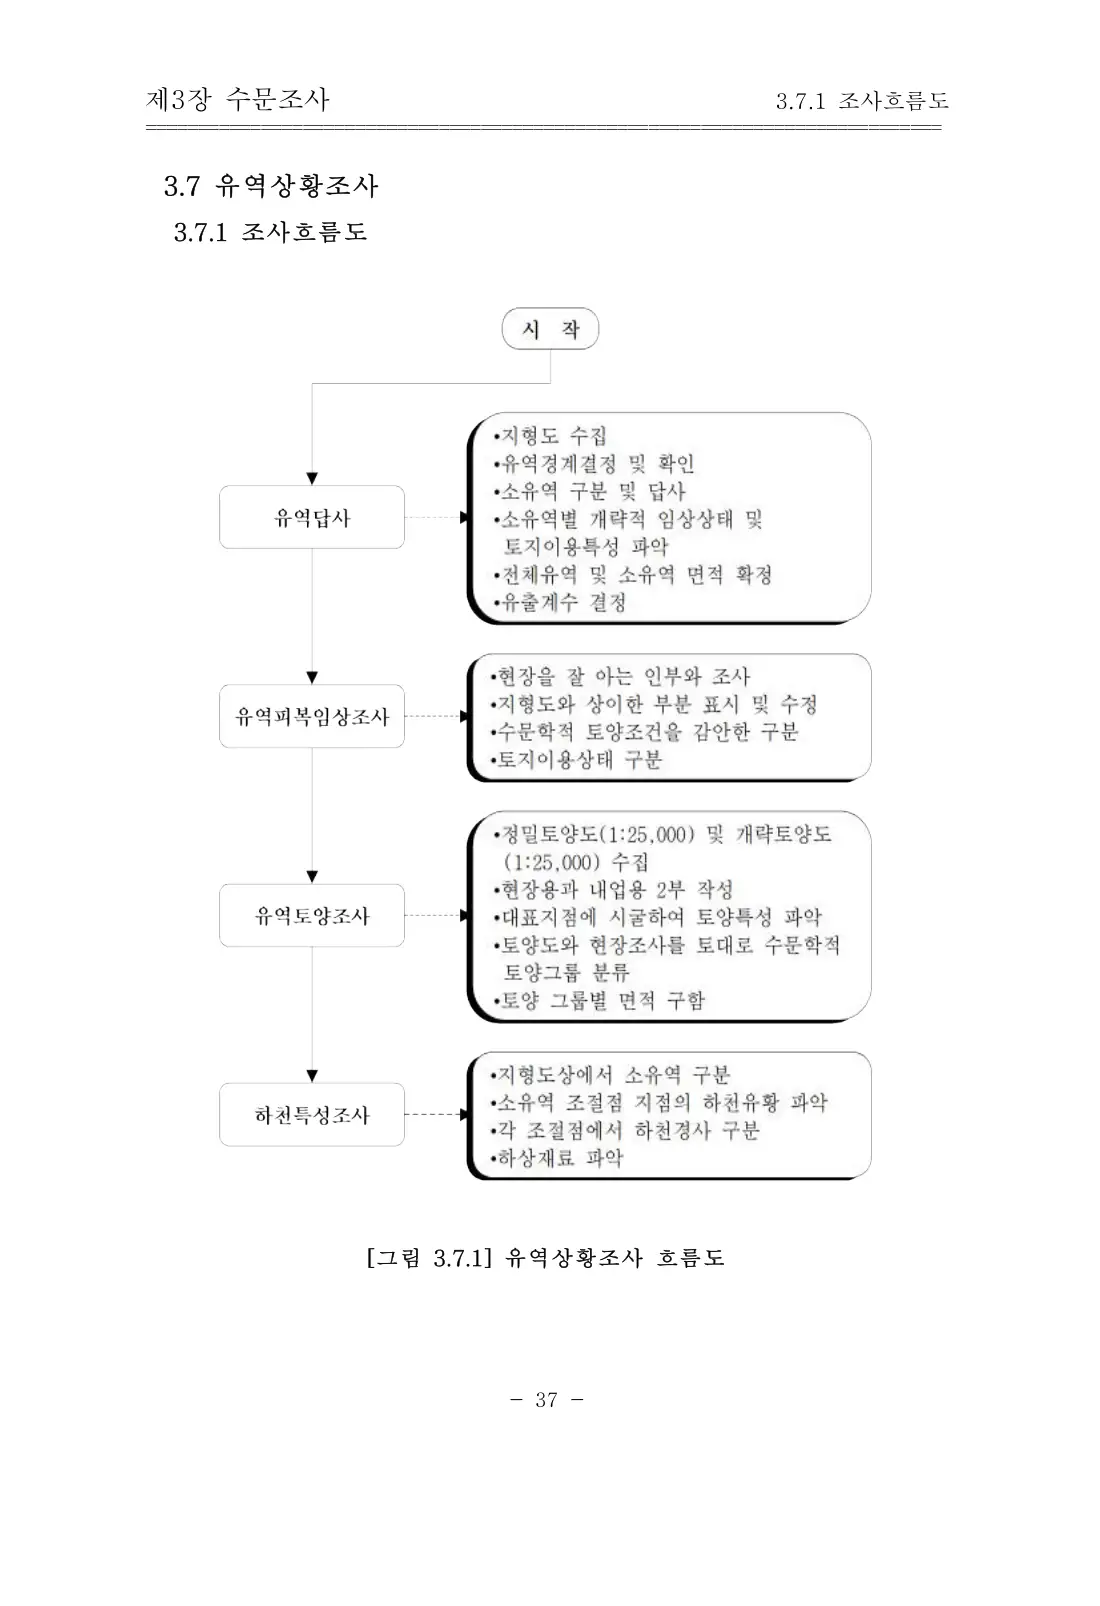 제3장 수문조사
3.7.1 조사흐름도
3.7 유역상황조사
3.7.1 조사흐름도
시 작
유역답사
•지형도 수집
•유역경계결정 및 확인
•소유역 구분 및 답사
•소유역별 개략적 임상상태 및
토지이용특성 파악
•전체유역 및 소유역 면적 확정
•유출계수 결정
유역피복임상조사
•현장을 잘 아는 인부와 조사
•지형도와 상이한 부분 표시 및 수정
•수문학적 토양조건을 감안한 구분
•토지이용상태 구분
유역토양조사
•정밀토양도(1:25,000) 및 개략토양도
(1:25,000) 수집
•현장용과 내업용 2부 작성
•대표지점에 시굴하여 토양특성 파악
•토양도와 현장조사를 토대로 수문학적
토양그룹 분류
•토양 그룹별 면적 구함
하천특성조사
•지형도상에서 소유역 구분
•소유역 조절점 지점의 하천유황 파악
•각 조절점에서 하천경사 구분
•하상재료 파악
[그림 3.7.1] 유역상황조사 흐름도
- 37 -